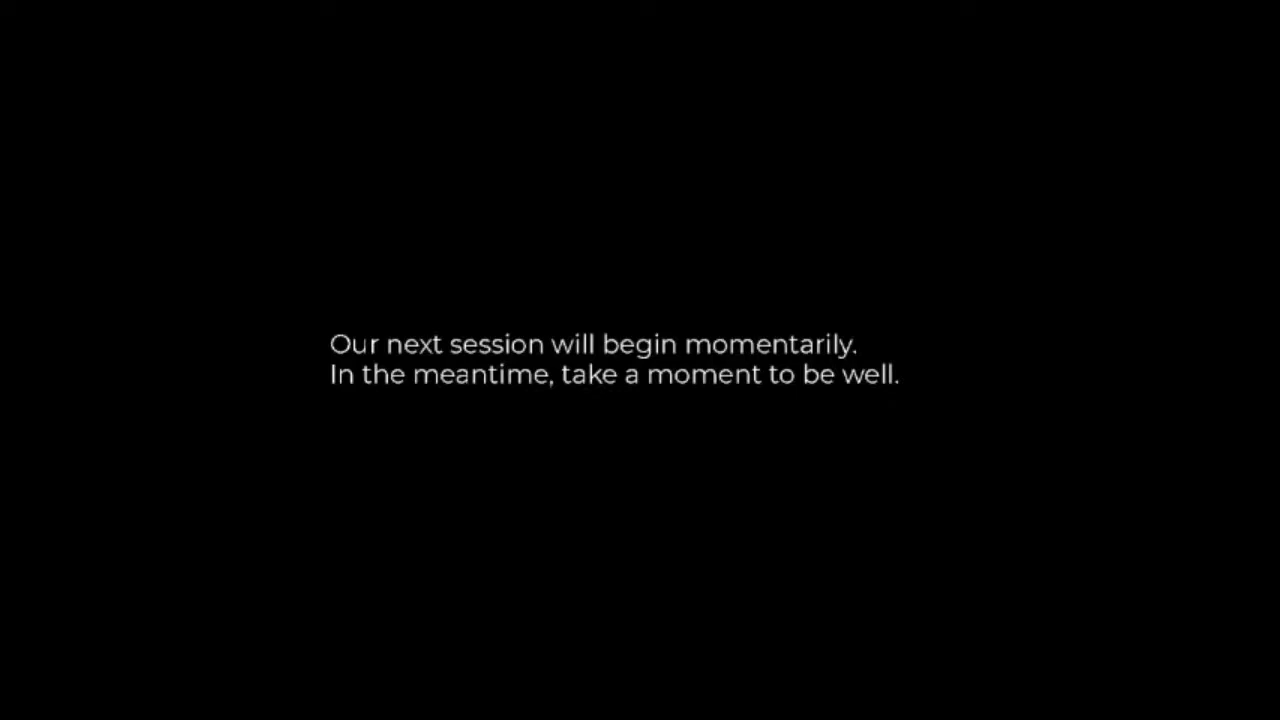 Our next session will begin momentarily.
In the meantime, take a moment to be well.